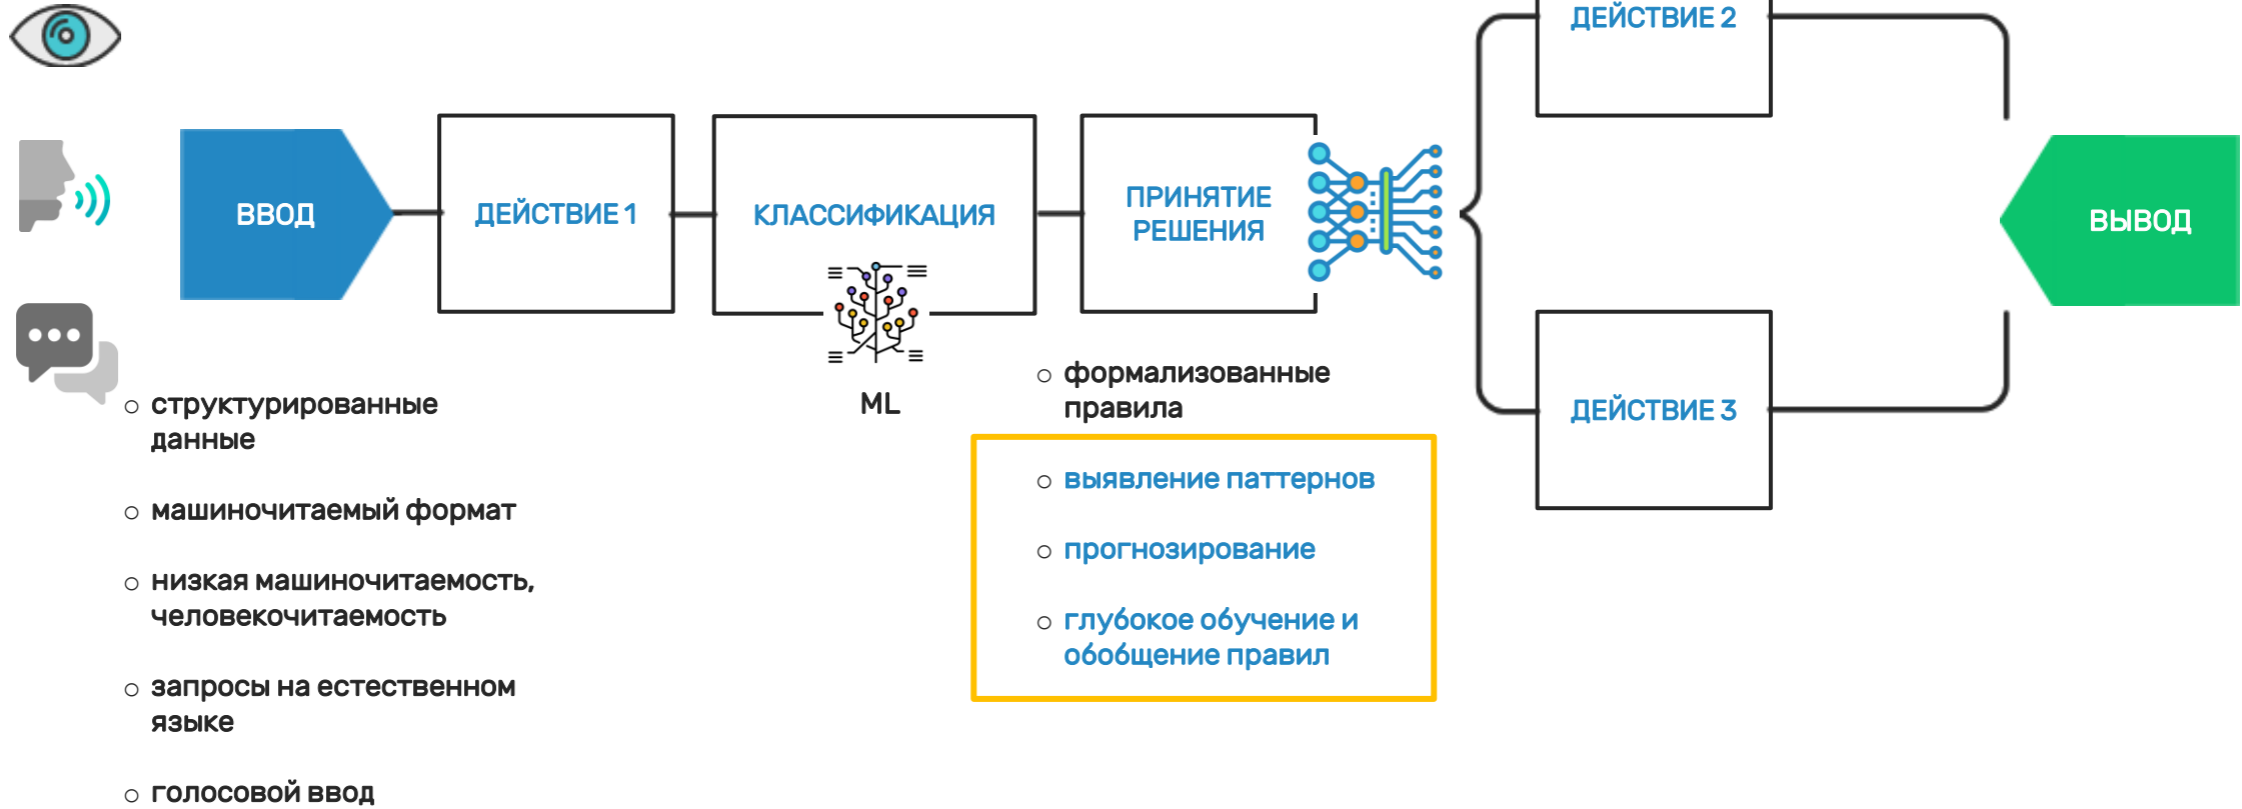 ДЕЙСТВИЕ 2
ВВОД
ДЕЙСТВИЕ 1
КЛАССИФИКАЦИЯ
ПРИНЯТИЕ
РЕШЕНИЯ
ВЫВОД
ML
ДЕЙСТВИЕ 3
○ структурированные
данные
○ машиночитаемый формат
○ низкая машиночитаемость,
человекочитаемость
○ запросы на естественном
языке
○ голосовой ввод
○ формализованные
правила
○ выявление паттернов
○ прогнозирование
○ глубокое обучение и
обобщение правил